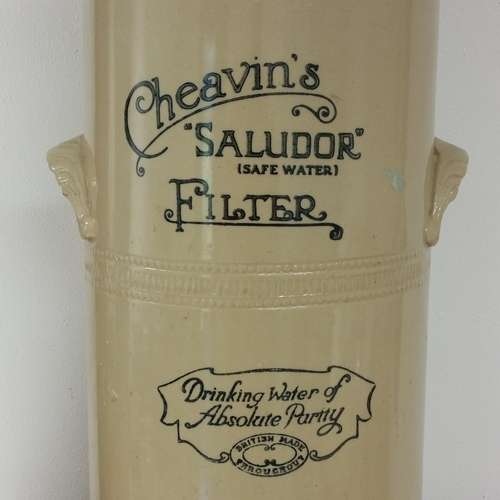 Cheavin's
"SALUDOR"
(SAFE WATER)
FILTER
Drinking Water of
Absolute Purity
BRITISH MADE
THROUGHOUT